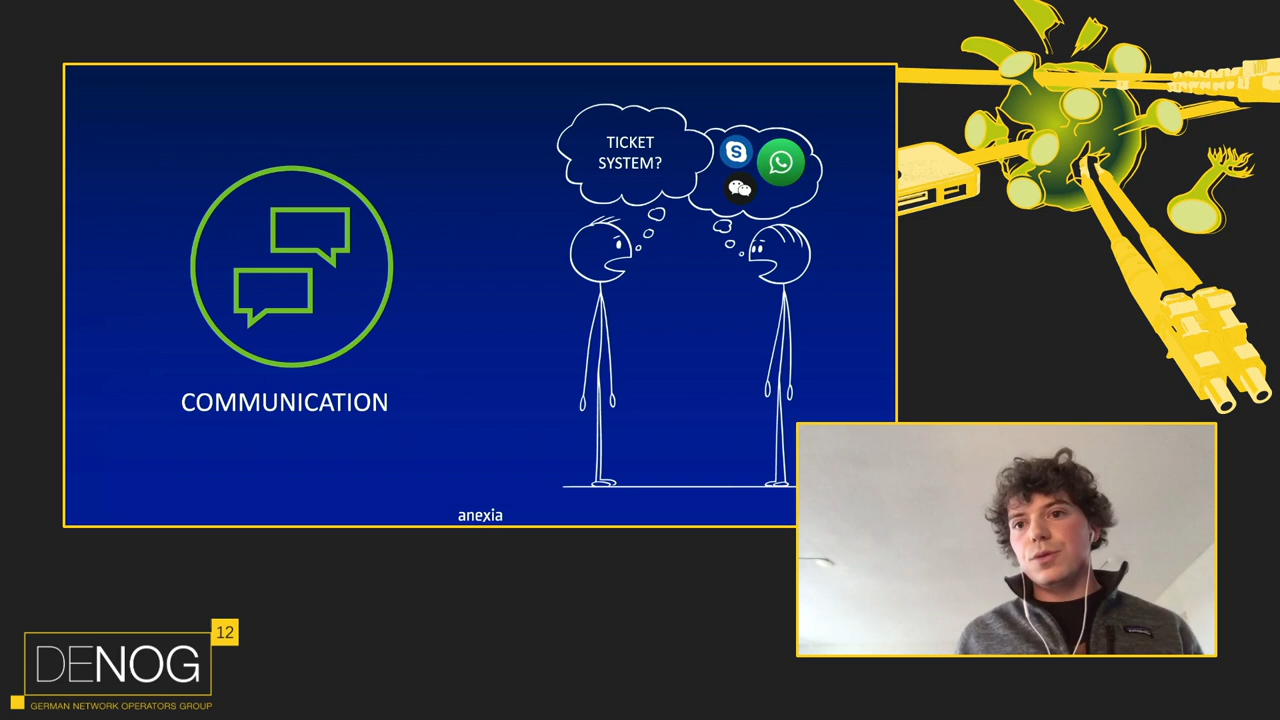 TICKET
SYSTEM?
COMMUNICATION
anexia
12
DENOG
GERMAN NETWORK OPERATORS GROUP